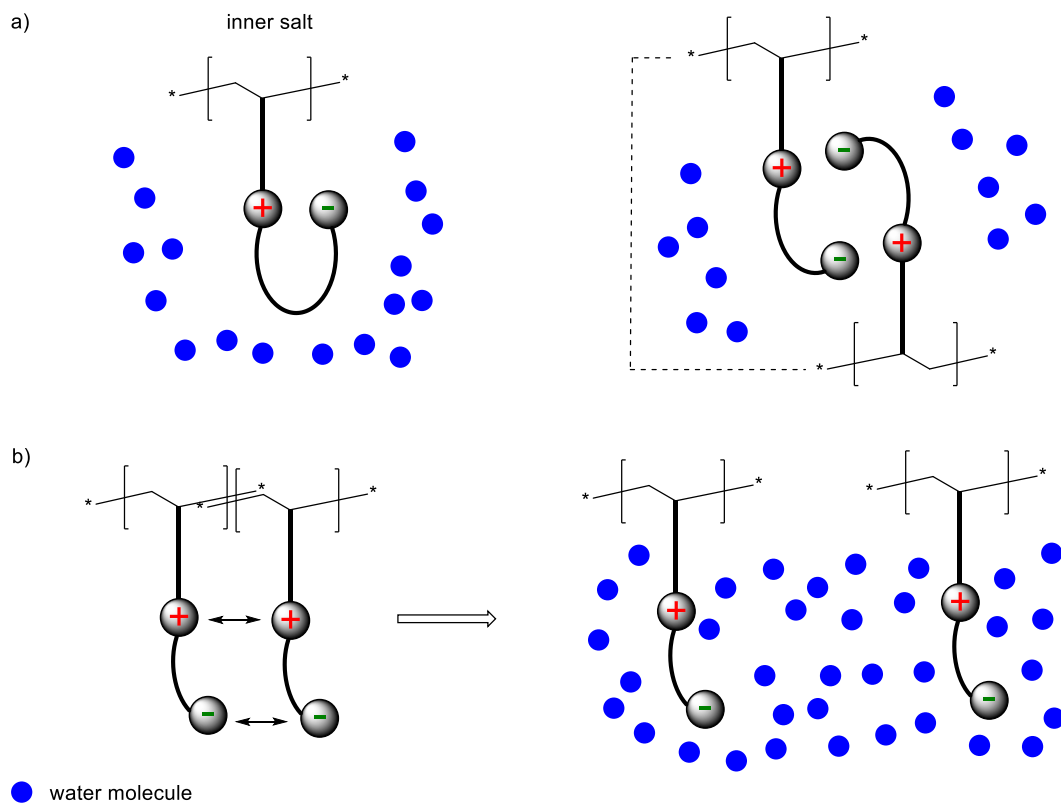 a)
inner salt
* *
* *
+ -
+ -
- +
* *
b)
* * * *
* * * *
+ +
- -
+ +
- -
water molecule